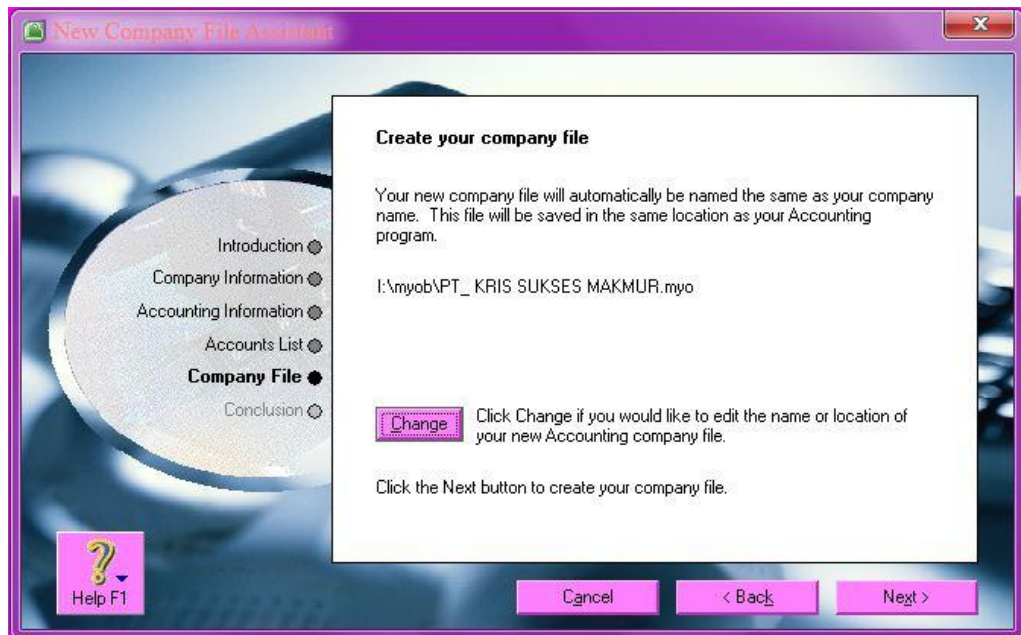 New Company File Assistant
X
Create your company file
Your new company file will automatically be named the same as your company
name. This file will be saved in the same location as your Accounting
program.
I:\myob\PT_ KRIS SUKSES MAKMUR.myo
Introduction
Company Information
Accounting Information
Accounts List
Company File
Conclusion
Change
Click Change if you would like to edit the name or location of
your new Accounting company file.
Click the Next button to create your company file.
Help F1
Cancel
< Back
Next >